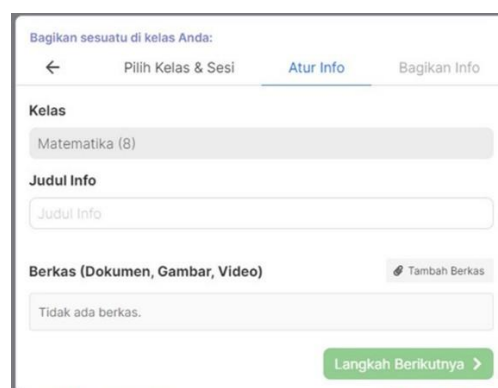 Bagikan sesuatu di kelas Anda:
← Pilih Kelas & Sesi Atur Info Bagikan Info
Kelas
Matematika (8)
Judul Info
Judul Info
Berkas (Dokumen, Gambar, Video) Tambah Berkas
Tidak ada berkas.
Langkah Berikutnya >